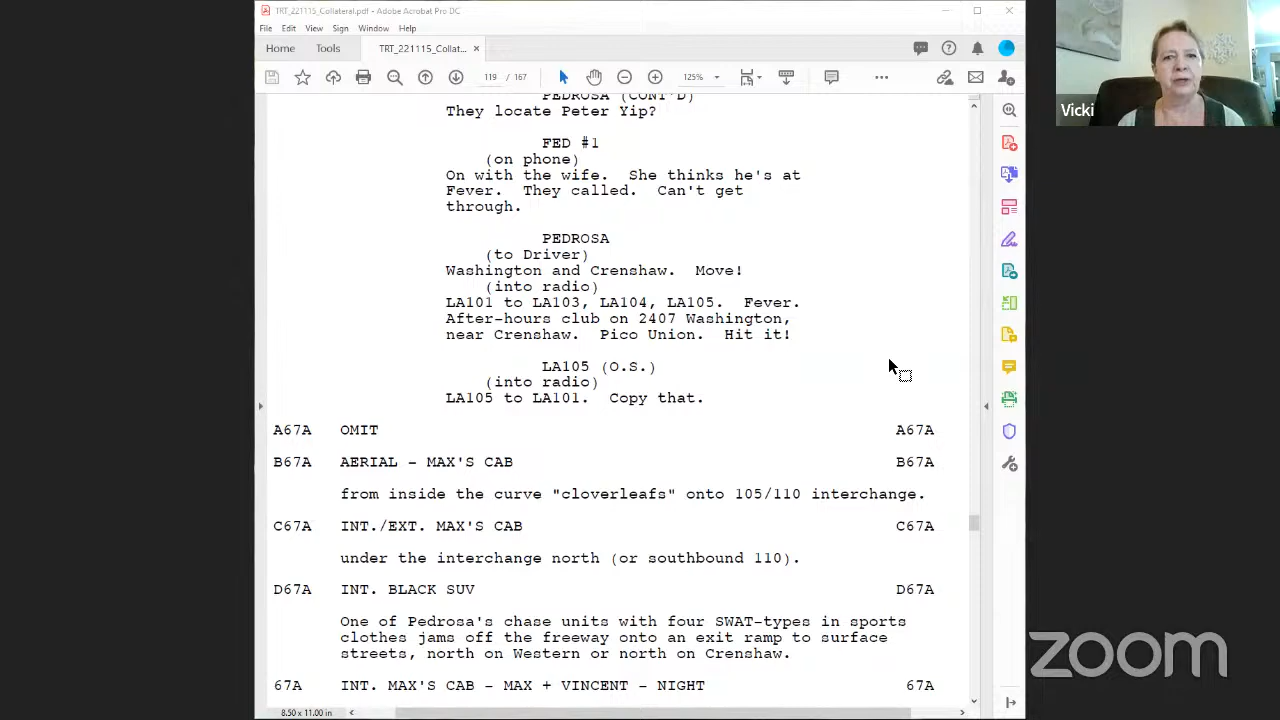 TRT_221115_Collateral.pdf - Adobe Acrobat Pro DC
File Edit View Sign Window Help
Home Tools TRT_221115_Collat... ×
119 / 167 125%
PEDROSA (CONT'D)
They locate Peter Yip?
FED #1
(on phone)
On with the wife. She thinks he's at
Fever. They called. Can't get
through.
PEDROSA
(to Driver)
Washington and Crenshaw. Move!
(into radio)
LA101 to LA103, LA104, LA105. Fever.
After-hours club on 2407 Washington,
near Crenshaw. Pico Union. Hit it!
LA105 (O.S.)
(into radio)
LA105 to LA101. Copy that.
A67A OMIT A67A
B67A AERIAL - MAX'S CAB B67A
from inside the curve "cloverleafs" onto 105/110 interchange.
C67A INT./EXT. MAX'S CAB C67A
under the interchange north (or southbound 110).
D67A INT. BLACK SUV D67A
One of Pedrosa's chase units with four SWAT-types in sports
clothes jams off the freeway onto an exit ramp to surface
streets, north on Western or north on Crenshaw.
67A INT. MAX'S CAB - MAX + VINCENT - NIGHT 67A
8.50 x 11.00 in
Vicki
zoom